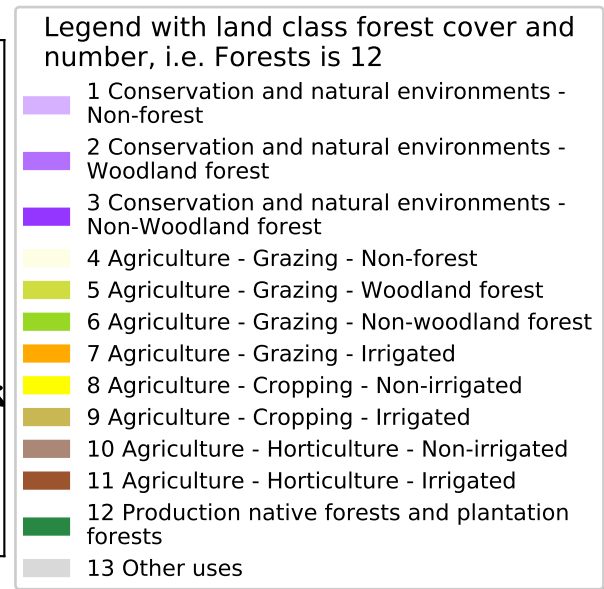 Legend with land class forest cover and
number, i.e. Forests is 12
1 Conservation and natural environments -
Non-forest
2 Conservation and natural environments -
Woodland forest
3 Conservation and natural environments -
Non-Woodland forest
4 Agriculture - Grazing - Non-forest
5 Agriculture - Grazing - Woodland forest
6 Agriculture - Grazing - Non-woodland forest
7 Agriculture - Grazing - Irrigated
8 Agriculture - Cropping - Non-irrigated
9 Agriculture - Cropping - Irrigated
10 Agriculture - Horticulture - Non-irrigated
11 Agriculture - Horticulture - Irrigated
12 Production native forests and plantation
forests
13 Other uses